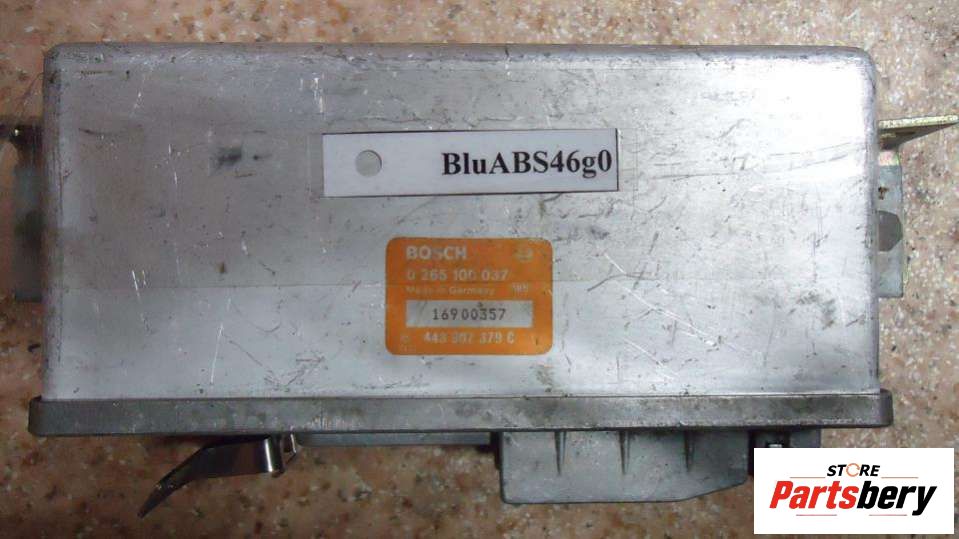 BluABS46g0
BOSCH
0 265 100 037
Made in Germany
16900357
443 907 379 C
STORE
Partsbery